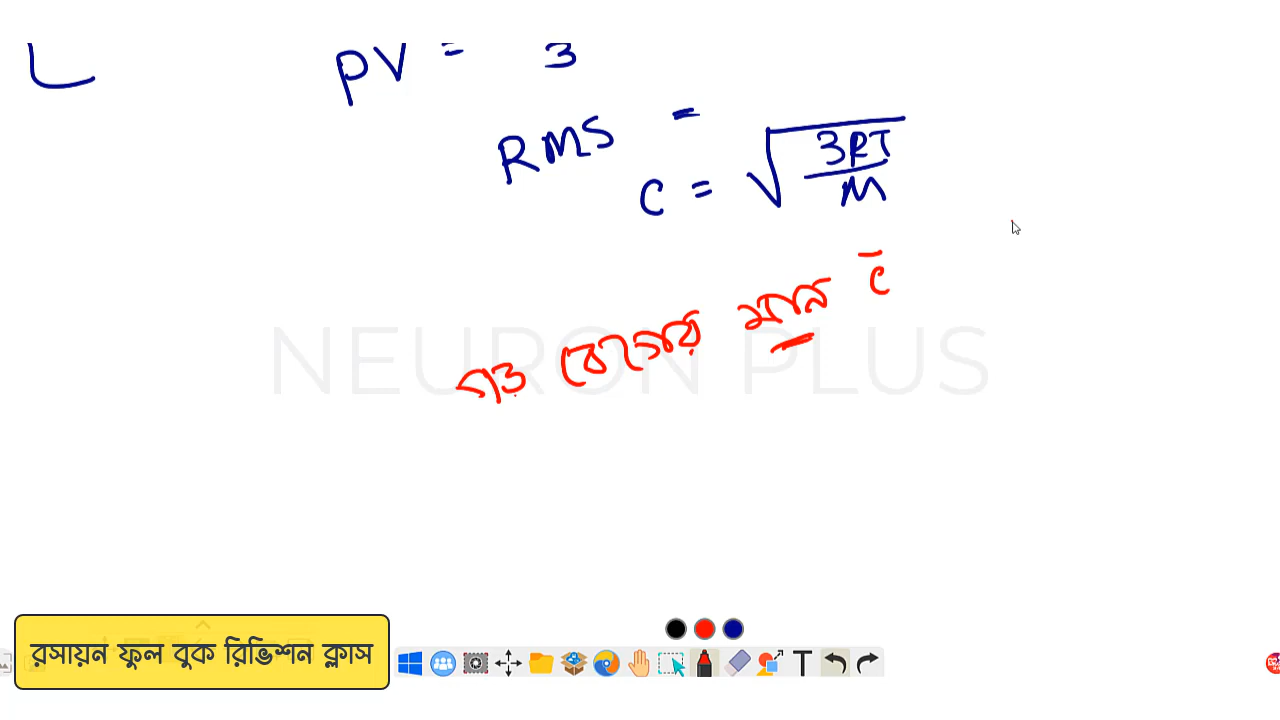 PV = 3
RMS =
C = √3RT/M
গড় বেগের মান c̄
NEURON PLUS
রসায়ন ফুল বুক রিভিশন ক্লাস